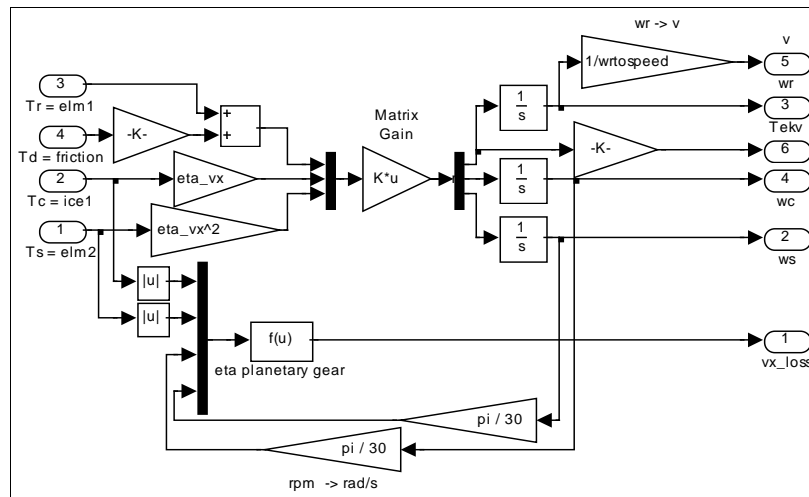 wr -> v
v
3
1/wrtospeed
5
wr
Tr = elm1
+
+
1
s
3
Tekv
4
-K-
Matrix
Gain
Td = friction
-K-
6
2
eta_vx
K*u
1
s
4
Tc = ice1
wc
1
eta_vx^2
1
s
2
Ts = elm2
ws
|u|
|u|
f(u)
1
eta planetary gear
vx_loss
pi / 30
pi / 30
rpm -> rad/s